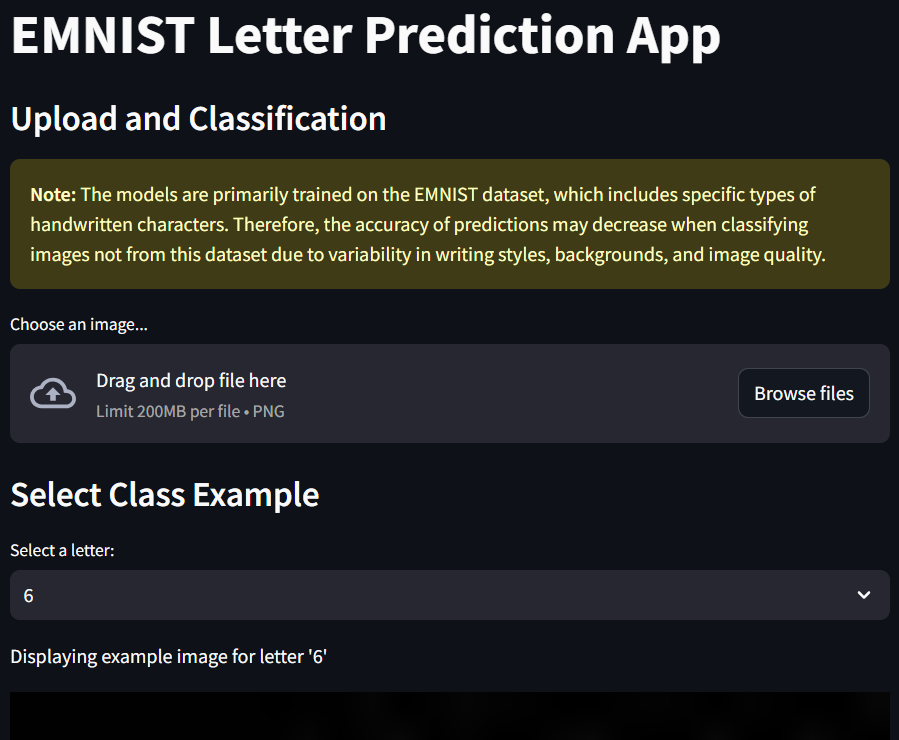 EMNIST Letter Prediction App
Upload and Classification
Note: The models are primarily trained on the EMNIST dataset, which includes specific types of
handwritten characters. Therefore, the accuracy of predictions may decrease when classifying
images not from this dataset due to variability in writing styles, backgrounds, and image quality.
Choose an image...
Drag and drop file here
Limit 200MB per file • PNG
Browse files
Select Class Example
Select a letter:
6
Displaying example image for letter '6'